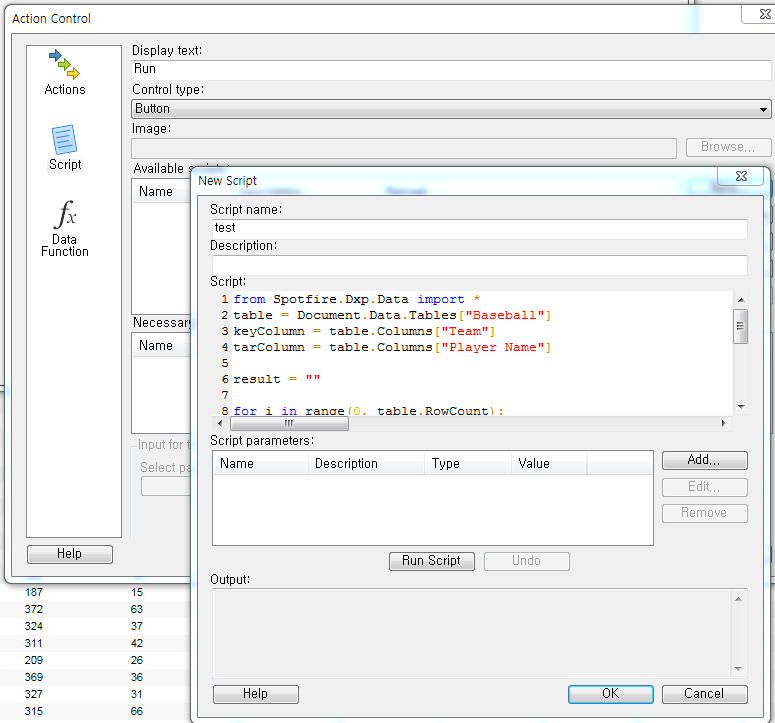 Action Control
Actions
Script
Data
Function
Help
Display text:
Run
Control type:
Button
Image:
Browse...
Available
Name
Necessary
Name
Input for
Select
New Script
Script name:
test
Description:
Script:
1 from Spotfire.Dxp.Data import *
2 table = Document.Data.Tables["Baseball"]
3 keyColumn = table.Columns["Team"]
4 tarColumn = table.Columns["Player Name"]
5
6 result = ""
7
8 for i in range(0, table.RowCount):
Script parameters:
Name Description Type Value
Add...
Edit...
Remove
Run Script Undo
Output:
Help OK Cancel
187 15
372 63
324 37
311 42
209 26
369 36
327 31
315 66